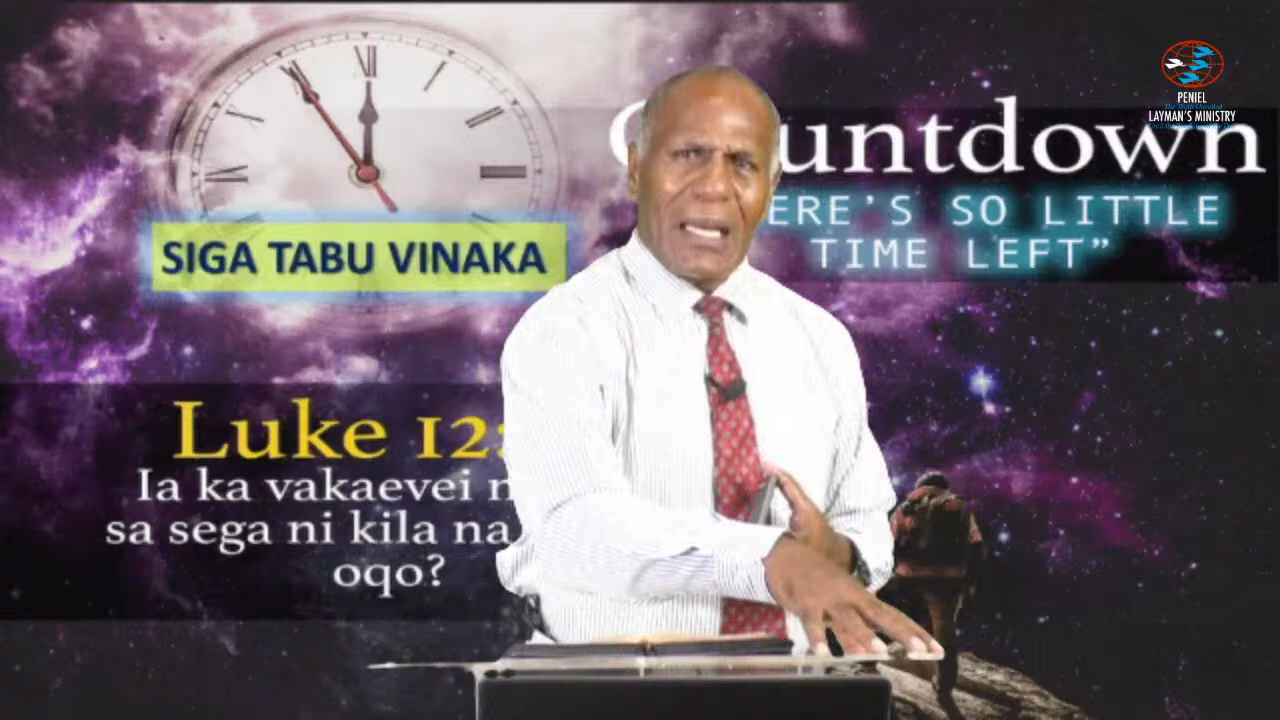 PENIEL
LAYMAN'S MINISTRY
untdown
ERE'S SO LITTLE
TIME LEFT”
SIGA TABU VINAKA
Luke 12:
Ia ka vakaevei
sa sega ni kila na
oqo?